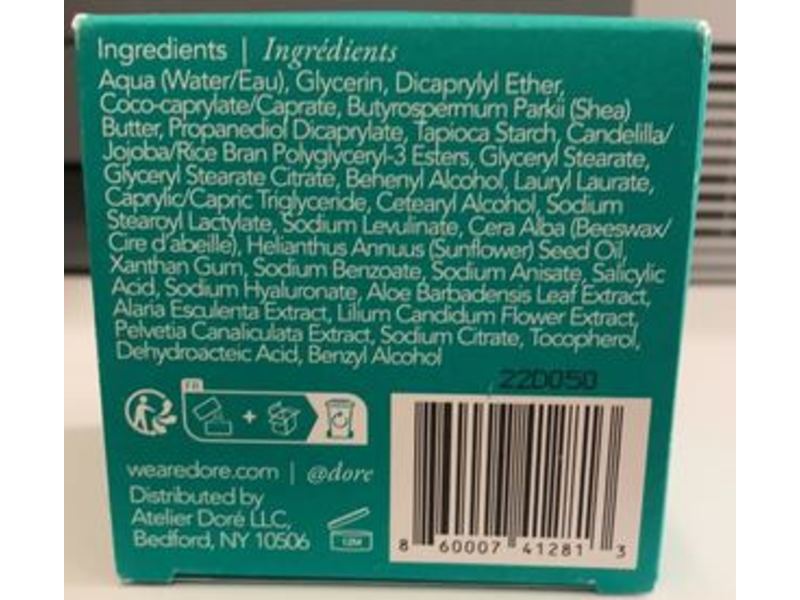 Ingredients | Ingrédients
Aqua (Water/Eau), Glycerin, Dicaprylyl Ether,
Coco-caprylate/Caprate, Butyrospermum Parkii (Shea)
Butter, Propanediol Dicaprylate, Tapioca Starch, Candelilla/
Jojoba/Rice Bran Polyglyceryl-3 Esters, Glyceryl Stearate,
Glyceryl Stearate Citrate, Behenyl Alcohol, Lauryl Laurate,
Caprylic/Capric Triglyceride, Cetearyl Alcohol, Sodium
Stearoyl Lactylate, Sodium Levulinate, Cera Alba (Beeswax/
Cire d'abeille), Helianthus Annuus (Sunflower) Seed Oil,
Xanthan Gum, Sodium Benzoate, Sodium Anisate, Salicylic
Acid, Sodium Hyaluronate, Aloe Barbadensis Leaf Extract,
Alaria Esculenta Extract, Lilium Candidum Flower Extract,
Pelvetia Canaliculata Extract, Sodium Citrate, Tocopherol,
Dehydroacteic Acid, Benzyl Alcohol
22D050
FR
+
wearedore.com | @dore
Distributed by
Atelier Doré LLC,
Bedford, NY 10506
12M
8 60007 41281 3